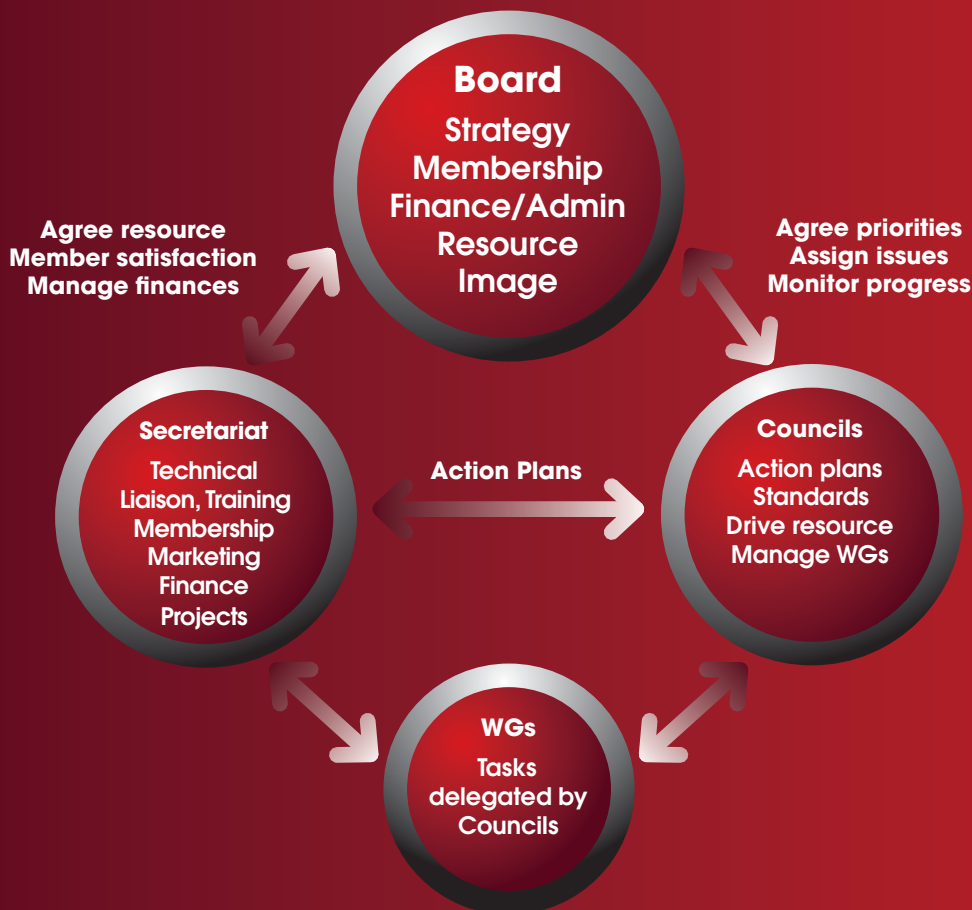 Board
Strategy
Membership
Finance/Admin
Resource
Image
Agree resource
Member satisfaction
Manage finances
Agree priorities
Assign issues
Monitor progress
Secretariat
Technical
Liaison, Training
Membership
Marketing
Finance
Projects
Action Plans
Councils
Action plans
Standards
Drive resource
Manage WGs
WGs
Tasks
delegated by
Councils